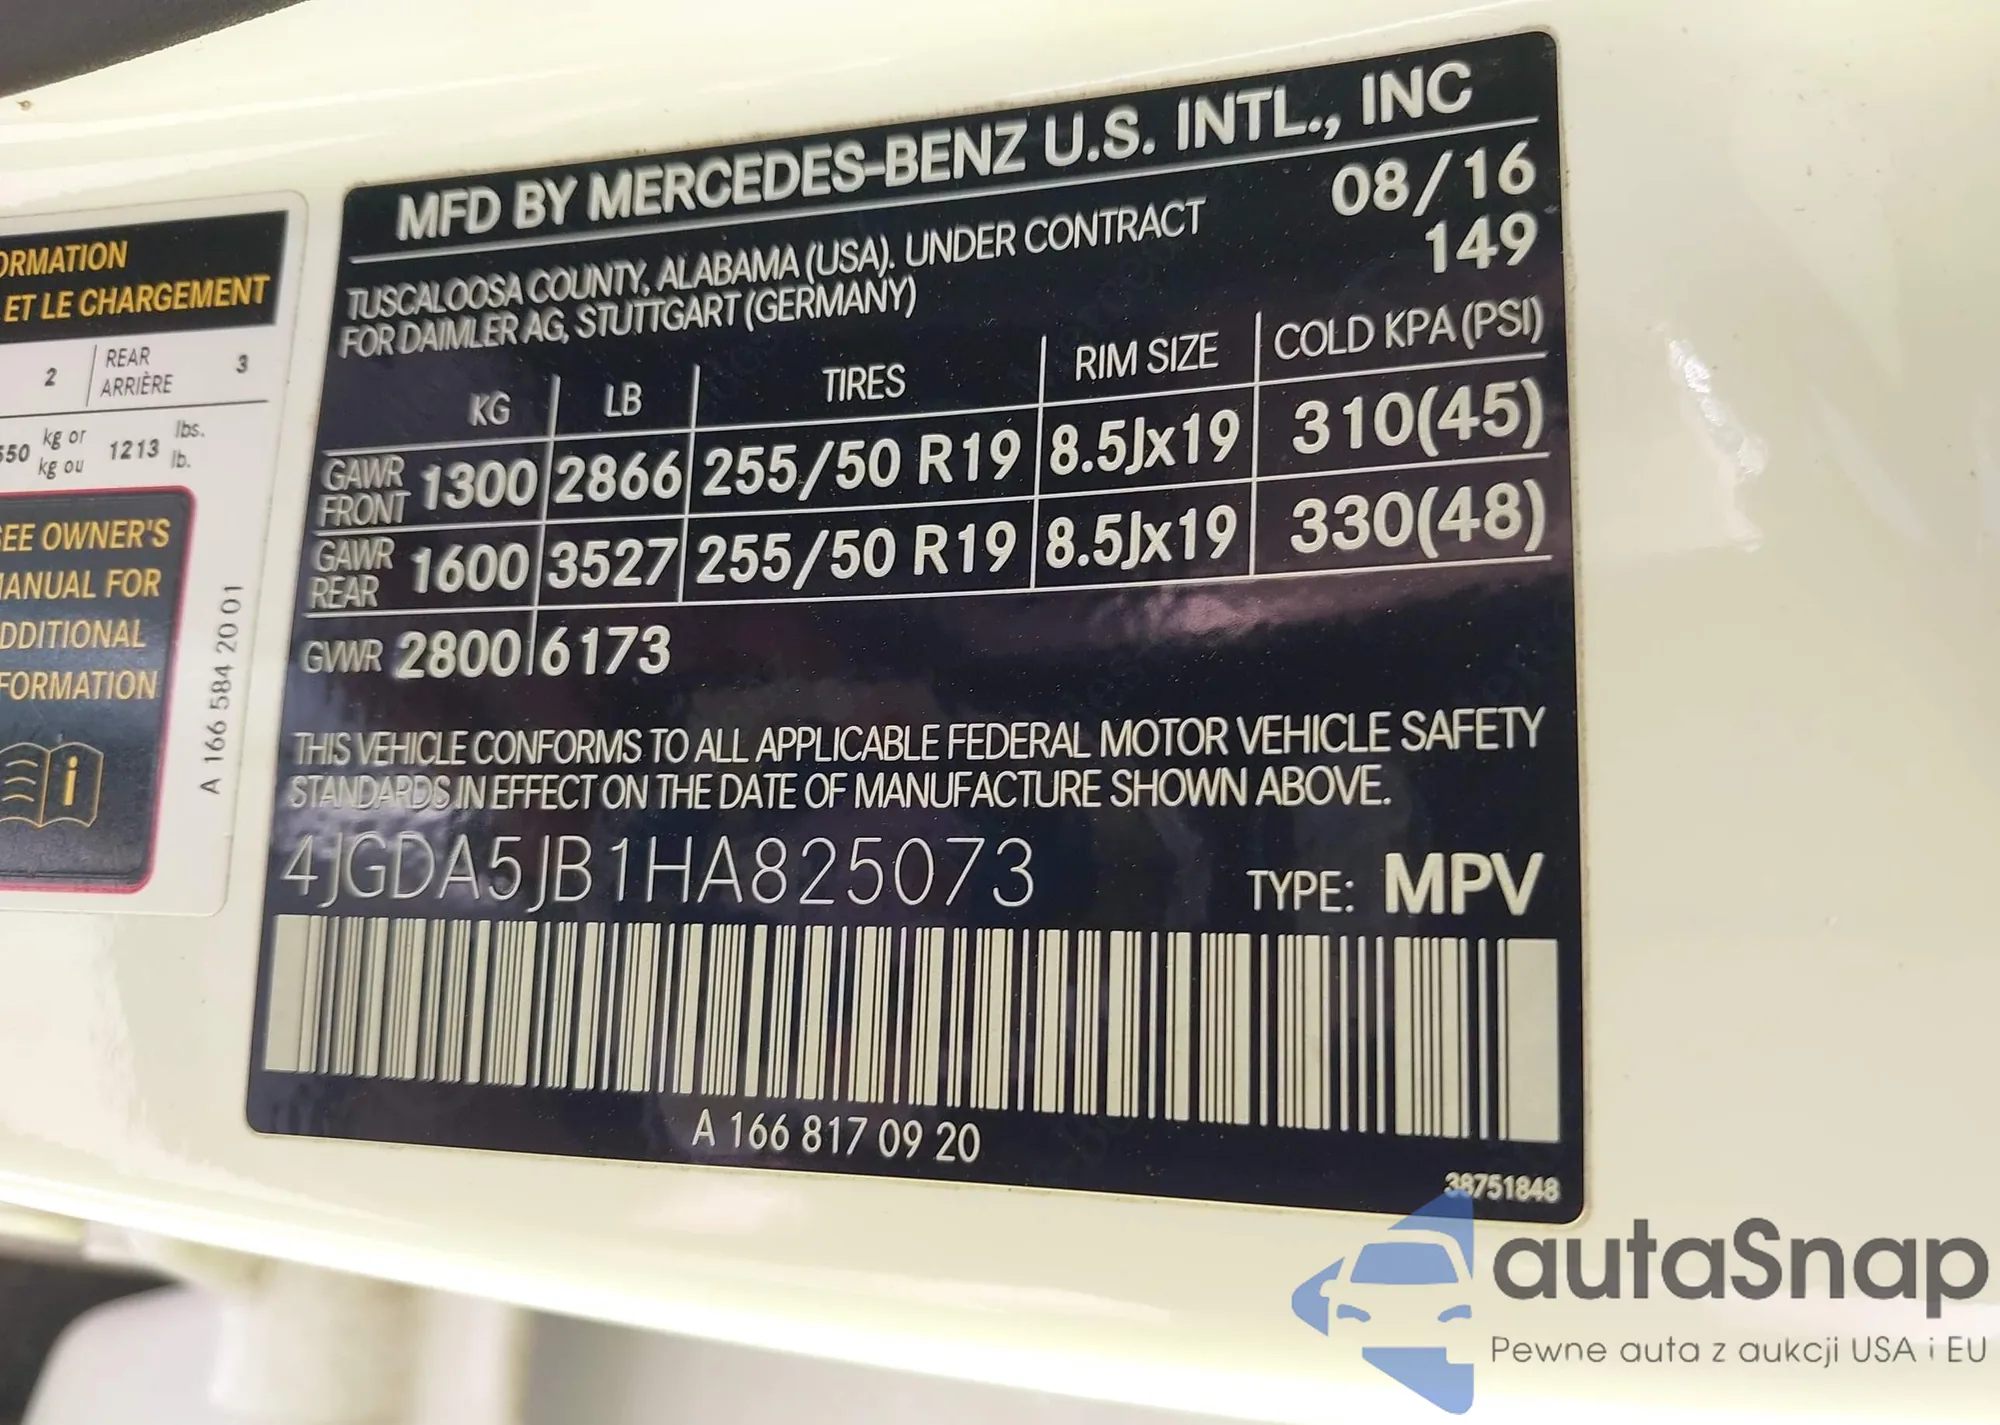 ORMATION
ET LE CHARGEMENT
2 REAR 3
ARRIÈRE
550 kg or 1213 lbs.
kg ou lb.
SEE OWNER'S
MANUAL FOR
ADDITIONAL
FORMATION
i
A 166 584 20 01
MFD BY MERCEDES-BENZ U.S. INTL., INC
TUSCALOOSA COUNTY, ALABAMA (USA). UNDER CONTRACT 08/16
FOR DAIMLER AG, STUTTGART (GERMANY) 149
KG LB TIRES RIM SIZE COLD KPA (PSI)
GAWR FRONT 1300 2866 255/50 R19 8.5Jx19 310(45)
GAWR REAR 1600 3527 255/50 R19 8.5Jx19 330(48)
GVWR 2800 6173
THIS VEHICLE CONFORMS TO ALL APPLICABLE FEDERAL MOTOR VEHICLE SAFETY
STANDARDS IN EFFECT ON THE DATE OF MANUFACTURE SHOWN ABOVE.
4JGDA5JB1HA825073 TYPE: MPV
A 166 817 09 20
38751848
autaSnap
Pewne auta z aukcji USA i EU